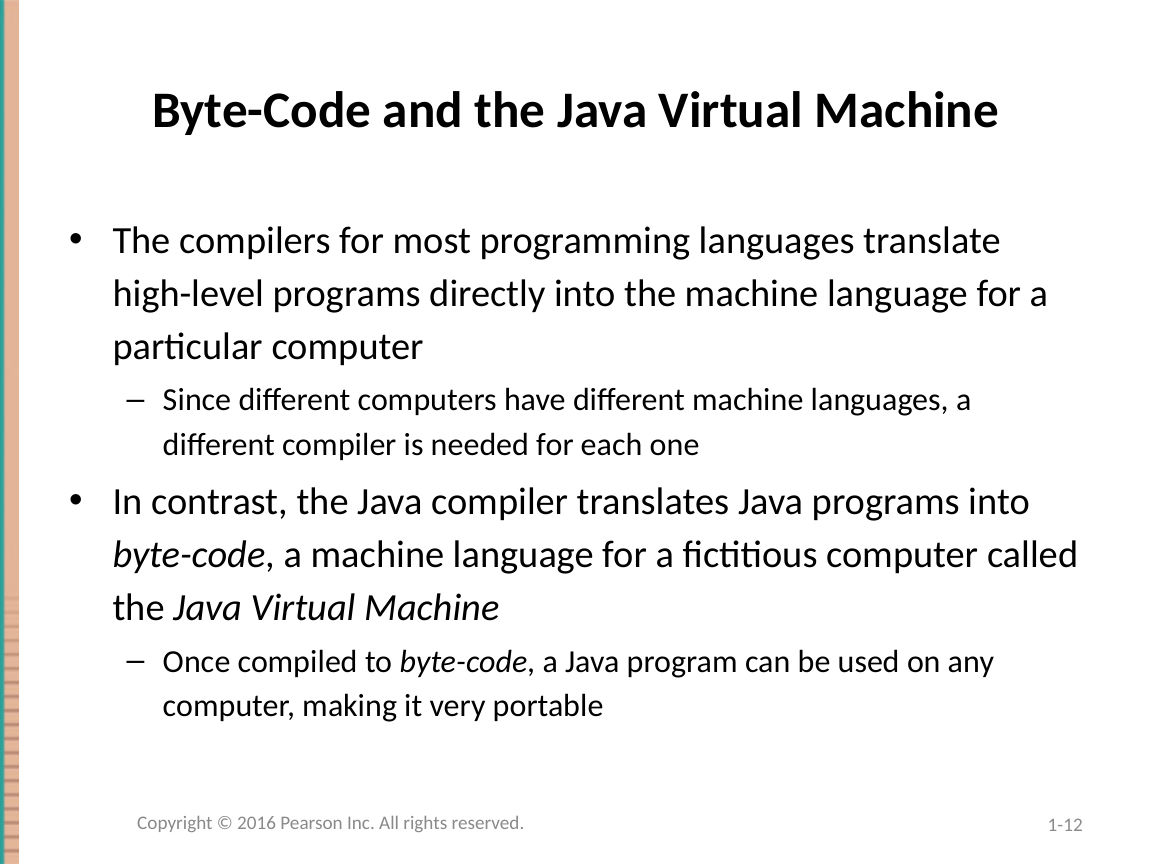 Byte-Code and the Java Virtual Machine
• The compilers for most programming languages translate
high-level programs directly into the machine language for a
particular computer
– Since different computers have different machine languages, a
different compiler is needed for each one
• In contrast, the Java compiler translates Java programs into
byte-code, a machine language for a fictitious computer called
the Java Virtual Machine
– Once compiled to byte-code, a Java program can be used on any
computer, making it very portable
Copyright © 2016 Pearson Inc. All rights reserved.
1-12